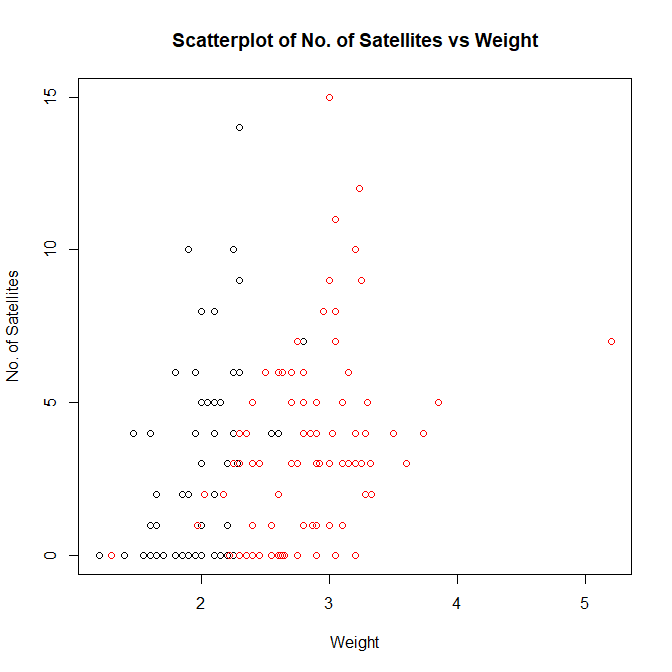 Scatterplot of No. of Satellites vs Weight
15
10
5
0
No. of Satellites
2 3 4 5
Weight